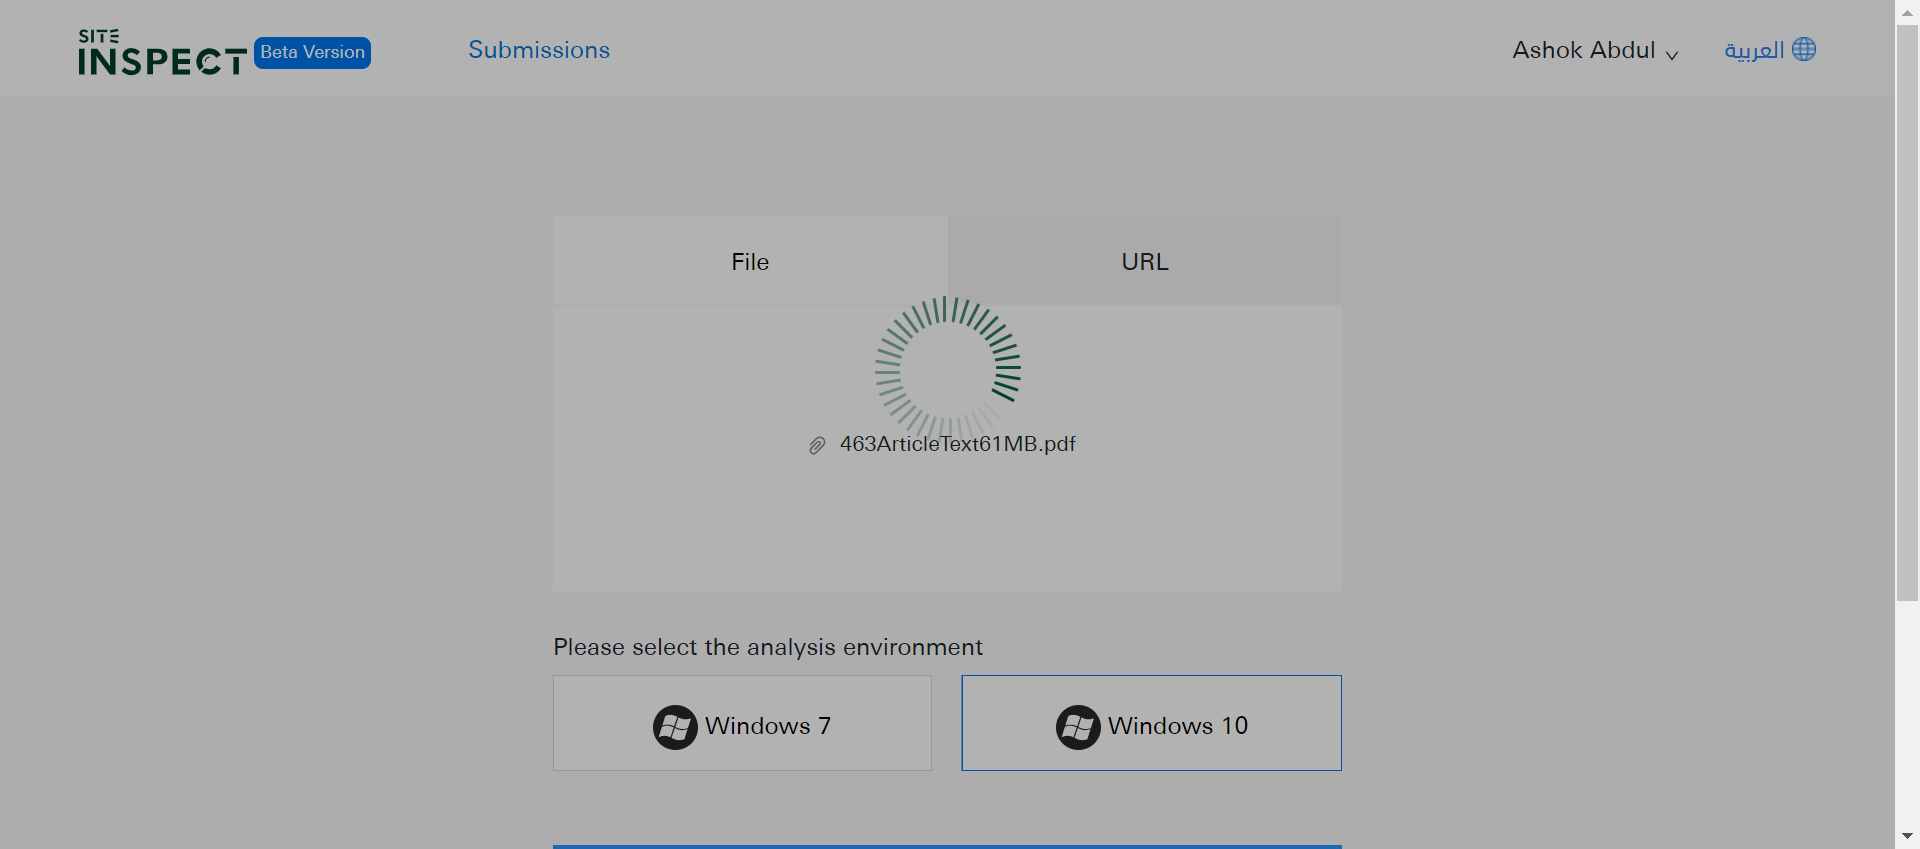 SITE
INSPECT
Beta Version
Submissions
Ashok Abdul
العربية
File
URL
463ArticleText61MB.pdf
Please select the analysis environment
Windows 7
Windows 10